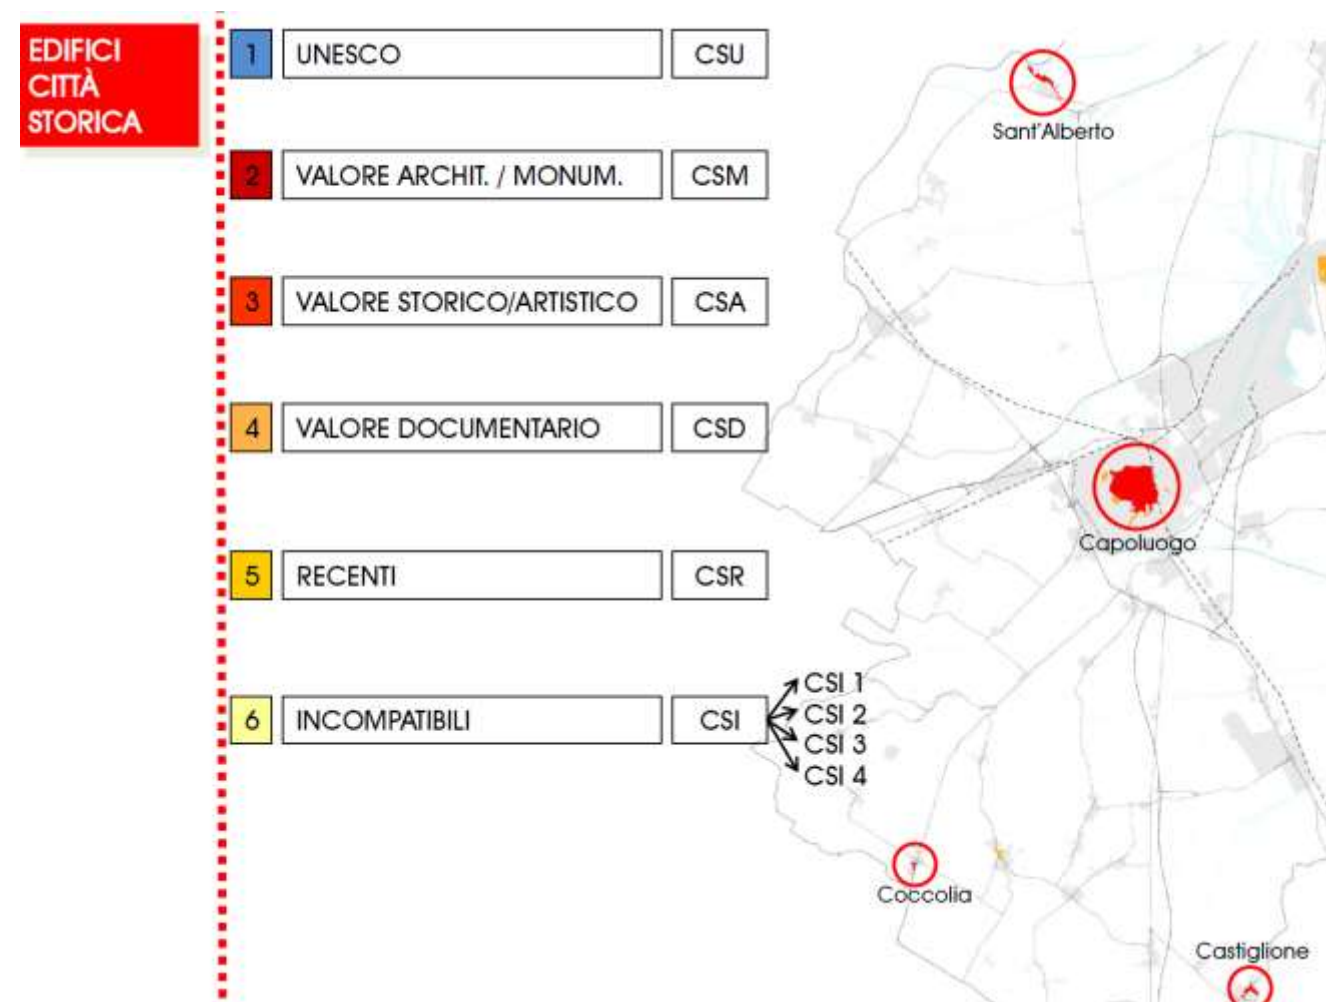 EDIFICI
CITTÀ
STORICA
1 UNESCO CSU
2 VALORE ARCHIT. / MONUM. CSM
3 VALORE STORICO/ARTISTICO CSA
4 VALORE DOCUMENTARIO CSD
5 RECENTI CSR
6 INCOMPATIBILI CSI
CSI 1
CSI 2
CSI 3
CSI 4
Sant'Alberto
Capoluogo
Coccolia
Castiglione